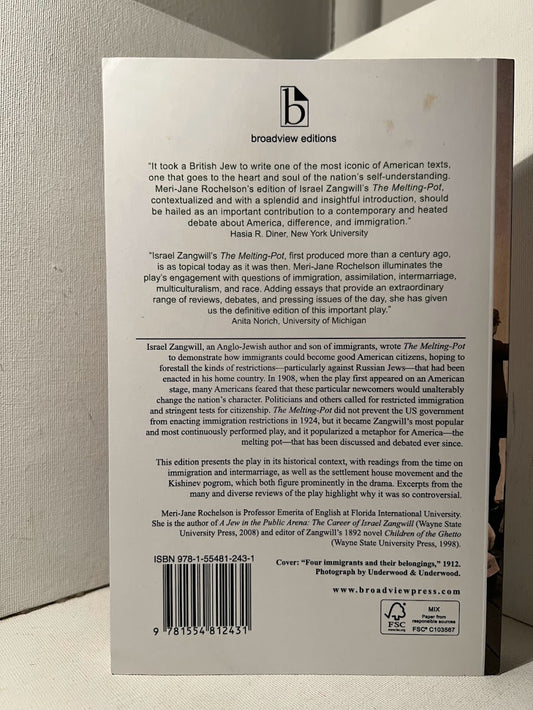 b
broadview editions
"It took a British Jew to write one of the most iconic of American texts,
one that goes to the heart and soul of the nation's self-understanding.
Meri-Jane Rochelson's edition of Israel Zangwill's The Melting-Pot,
contextualized and with a splendid and insightful introduction, should
be hailed as an important contribution to a contemporary and heated
debate about America, difference, and immigration."
Hasia R. Diner, New York University
"Israel Zangwill's The Melting-Pot, first produced more than a century ago,
is as topical today as it was then. Meri-Jane Rochelson illuminates the
play's engagement with questions of immigration, assimilation, intermarriage,
multiculturalism, and race. Adding essays that provide an extraordinary
range of reviews, debates, and pressing issues of the day, she has given
us the definitive edition of this important play."
Anita Norich, University of Michigan
Israel Zangwill, an Anglo-Jewish author and son of immigrants, wrote The Melting-Pot
to demonstrate how immigrants could become good American citizens, hoping to
forestall the kinds of restrictions—particularly against Russian Jews—that had been
enacted in his home country. In 1908, when the play first appeared on an American
stage, many Americans feared that these particular newcomers would unalterably
change the nation's character. Politicians and others called for restricted immigration
and stringent tests for citizenship. The Melting-Pot did not prevent the US government
from enacting immigration restrictions in 1924, but it became Zangwill's most popular
and most continuously performed play, and it popularized a metaphor for America—the
melting pot—that has been discussed and debated ever since.
This edition presents the play in its historical context, with readings from the time on
immigration and intermarriage, as well as the settlement house movement and the
Kishinev pogrom, which both figure prominently in the drama. Excerpts from the
many and diverse reviews of the play highlight why it was so controversial.
Meri-Jane Rochelson is Professor Emerita of English at Florida International University.
She is the author of A Jew in the Public Arena: The Career of Israel Zangwill (Wayne State
University Press, 2008) and editor of Zangwill's 1892 novel Children of the Ghetto
(Wayne State University Press, 1998).
ISBN 978-1-55481-243-1
Cover: "Four immigrants and their belongings," 1912.
Photograph by Underwood & Underwood.
www.broadviewpress.com
9 781554 812431
FSC
www.fsc.org
MIX
Paper from
responsible sources
FSC® C103567